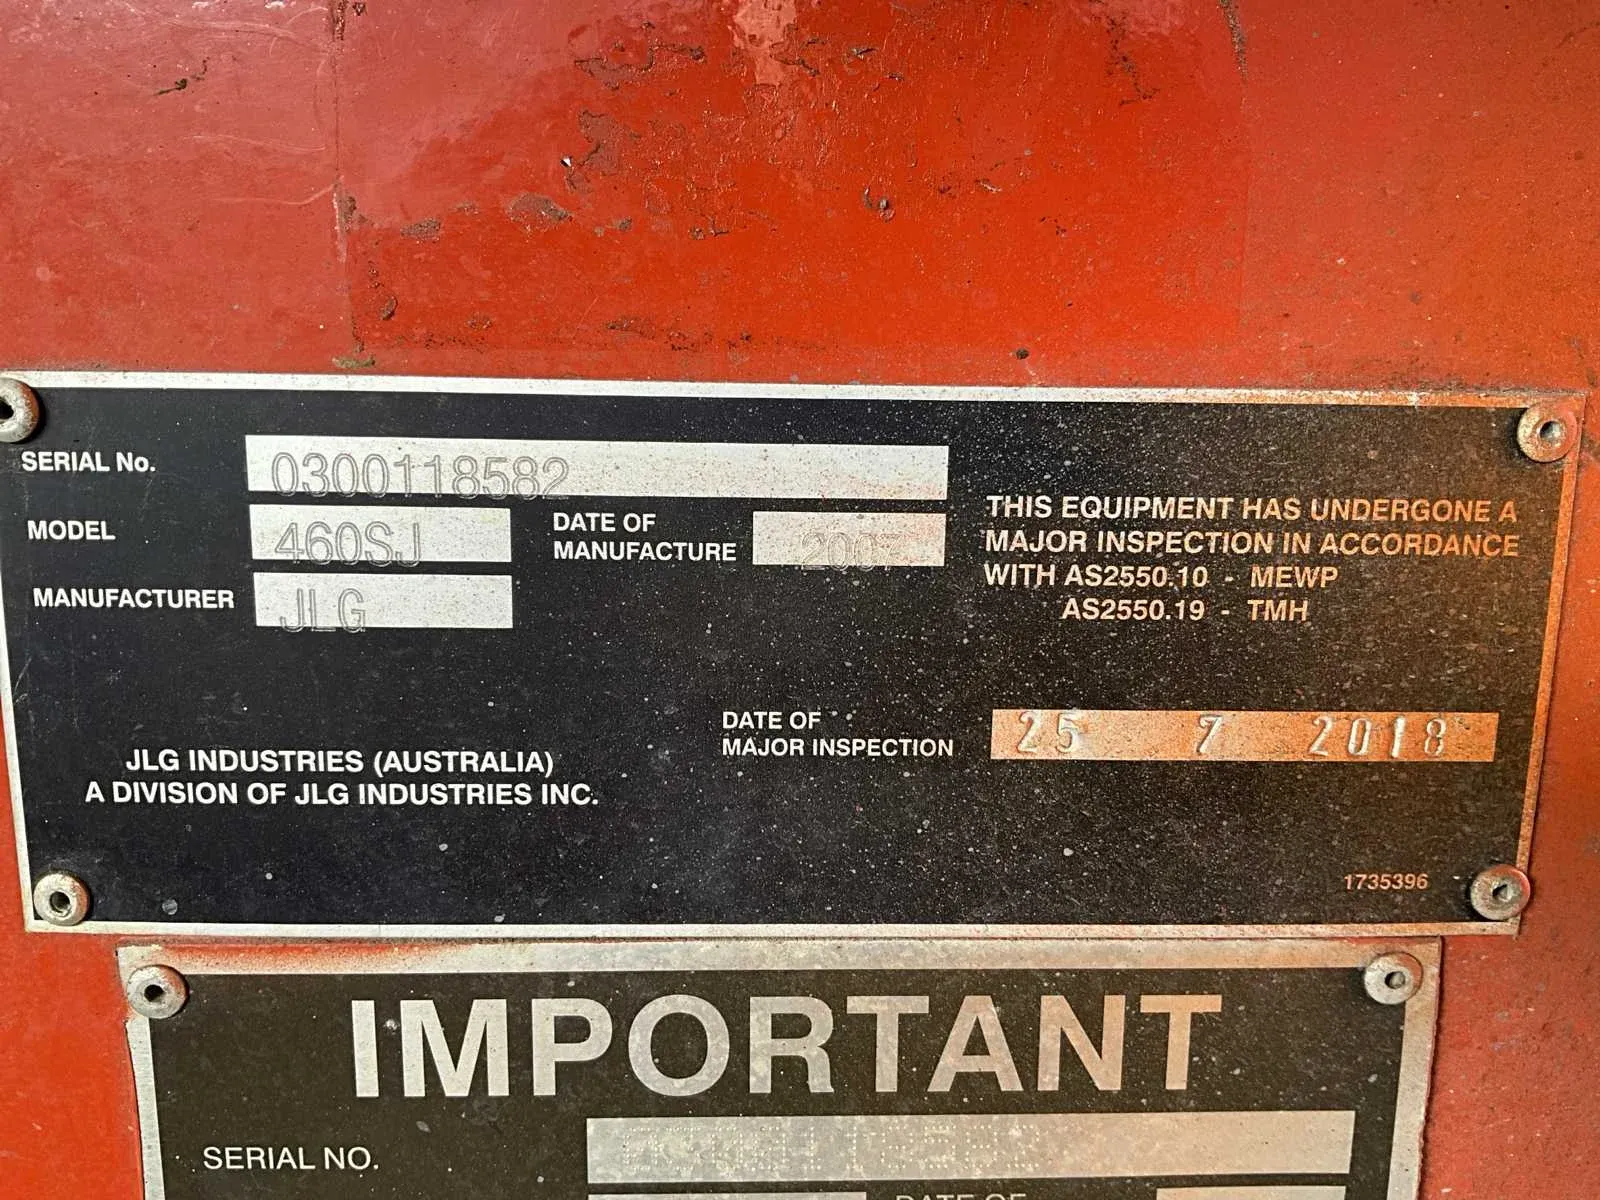 SERIAL No. 0300118582
MODEL 460SJ
DATE OF
MANUFACTURE 2007
MANUFACTURER JLG
THIS EQUIPMENT HAS UNDERGONE A
MAJOR INSPECTION IN ACCORDANCE
WITH AS2550.10 - MEWP
AS2550.19 - TMH
DATE OF
MAJOR INSPECTION 25 7 2018
JLG INDUSTRIES (AUSTRALIA)
A DIVISION OF JLG INDUSTRIES INC.
1735396
IMPORTANT
SERIAL NO.
DATE OF